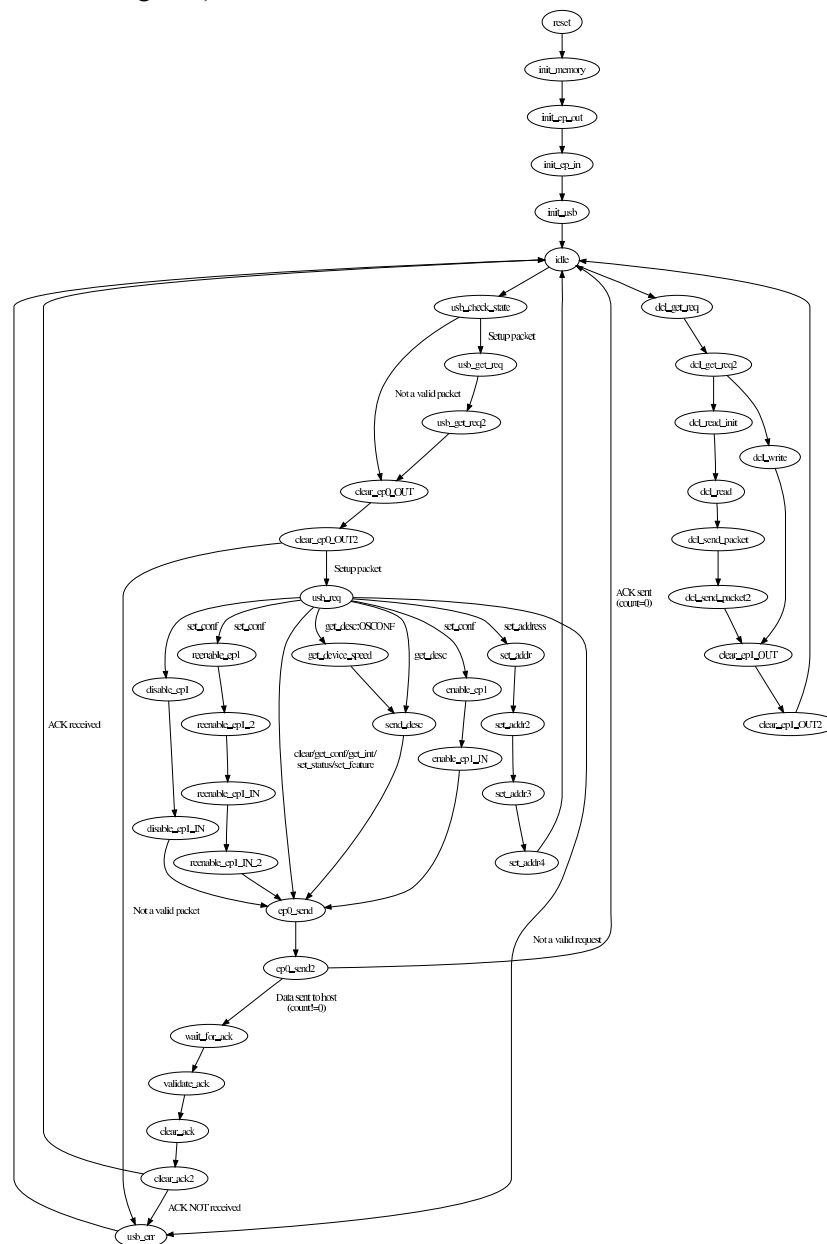 reset
init_memory
init_ep_out
init_ep_in
init_usb
idle
usb_check_state
dcl_get_req
Setup packet
usb_get_req
dcl_get_req2
Not a valid packet
usb_get_req2
dcl_read_init
dcl_write
clear_ep0_OUT
dcl_read
clear_ep0_OUT2
dcl_send_packet
Setup packet
usb_req
ACK sent
(count=0)
dcl_send_packet2
set_conf
set_conf
get_desc:OSCONF
get_desc
set_conf
set_address
reenable_ep1
get_device_speed
set_addr
clear_ep1_OUT
disable_ep1
enable_ep1
ACK received
reenable_ep1_2
send_desc
set_addr2
clear_ep1_OUT2
clear/get_conf/get_int/
set_status/set_feature
enable_ep1_IN
reenable_ep1_IN
set_addr3
disable_ep1_IN
reenable_ep1_IN_2
set_addr4
Not a valid packet
ep0_send
Not a valid request
ep0_send2
Data sent to host
(count!=0)
wait_for_ack
validate_ack
clear_ack
clear_ack2
ACK NOT received
usb_err